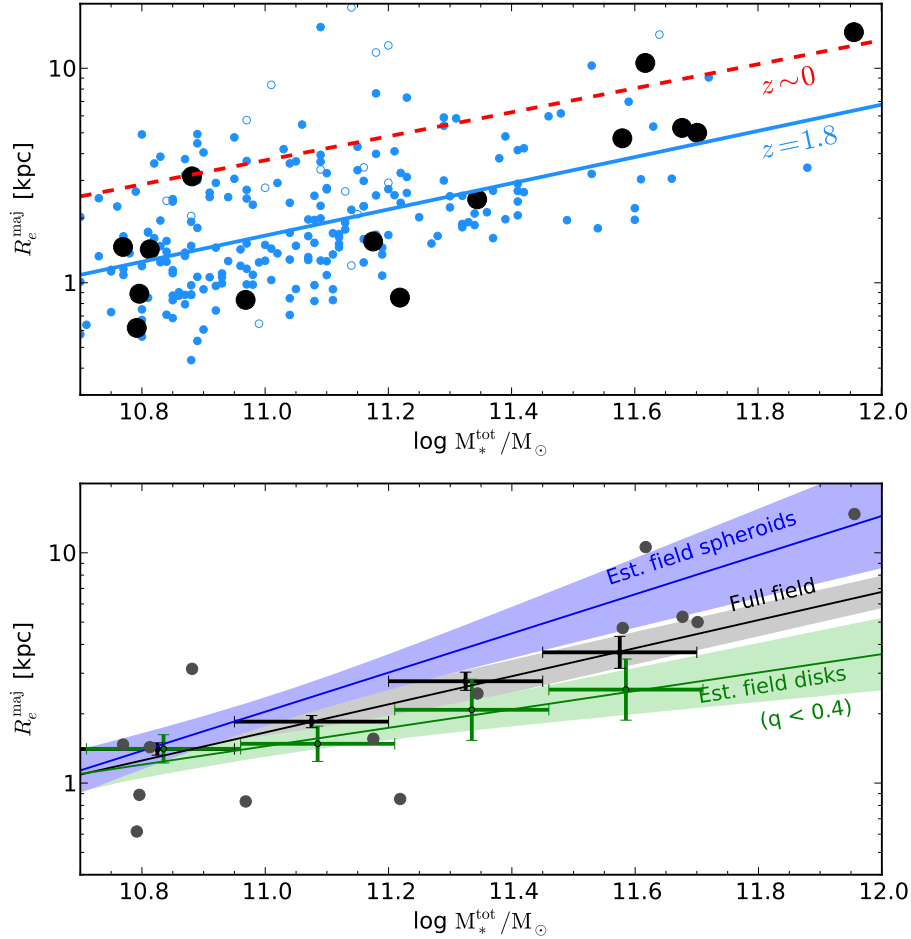 10
1
R_e^maj [kpc]
z∼0
z=1.8
10.8 11.0 11.2 11.4 11.6 11.8 12.0
log M_*^tot/M_⊙
10
1
R_e^maj [kpc]
Est. field spheroids
Full field
Est. field disks
(q < 0.4)
10.8 11.0 11.2 11.4 11.6 11.8 12.0
log M_*^tot/M_⊙